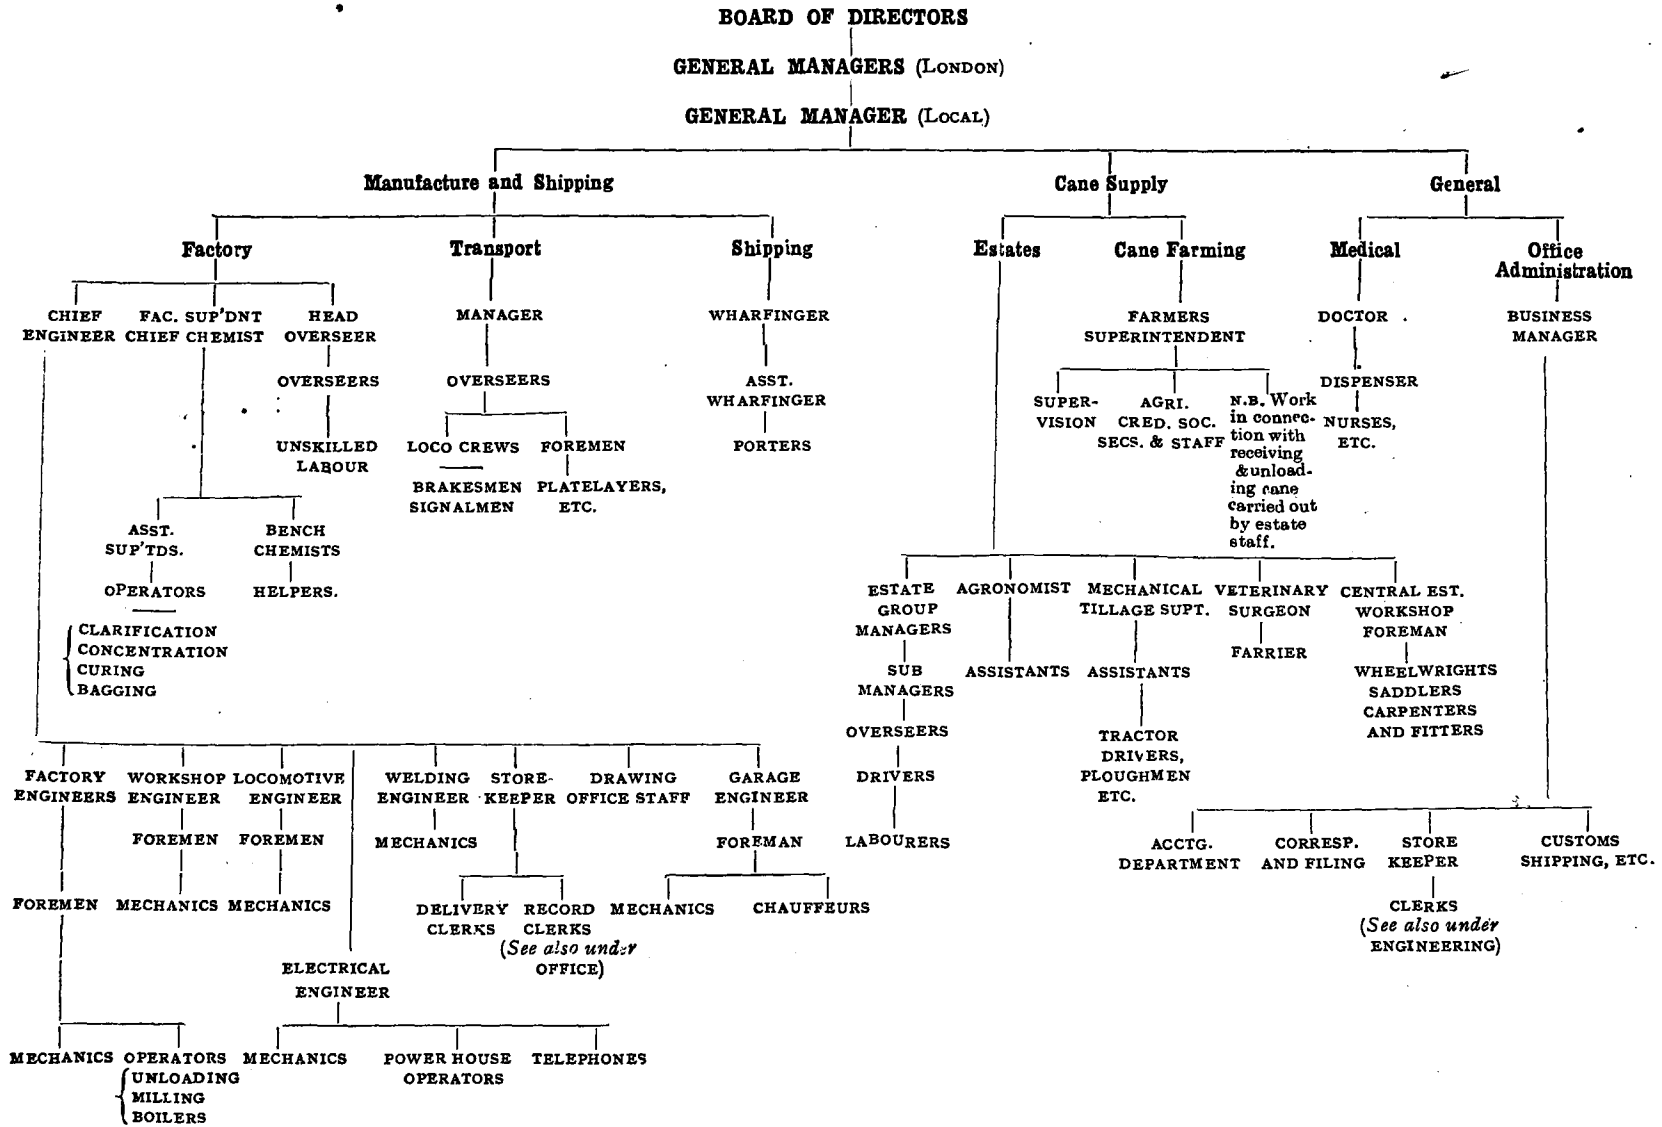 BOARD OF DIRECTORS
GENERAL MANAGERS (LONDON)
GENERAL MANAGER (LOCAL)
Manufacture and Shipping
Cane Supply
General
Factory
Transport
Shipping
Estates
Cane Farming
Medical
Office
Administration
CHIEF
ENGINEER
FAC. SUP'DNT
CHIEF CHEMIST
HEAD
OVERSEER
OVERSEERS
UNSKILLED
LABOUR
ASST.
SUP'TDS.
OPERATORS
CLARIFICATION
CONCENTRATION
CURING
BAGGING
BENCH
CHEMISTS
HELPERS.
MANAGER
OVERSEERS
LOCO CREWS
BRAKESMEN
SIGNALMEN
FOREMEN
PLATELAYERS,
ETC.
WHARFINGER
ASST.
WHARFINGER
PORTERS
FARMERS
SUPERINTENDENT
SUPER-
VISION
AGRI.
CRED. SOC.
SECS. & STAFF
N.B. Work
in connec-
tion with
receiving
& unload-
ing cane
carried out
by estate
staff.
DOCTOR
DISPENSER
NURSES,
ETC.
BUSINESS
MANAGER
ESTATE
GROUP
MANAGERS
SUB
MANAGERS
OVERSEERS
DRIVERS
LABOURERS
AGRONOMIST
ASSISTANTS
MECHANICAL
TILLAGE SUPT.
ASSISTANTS
TRACTOR
DRIVERS,
PLOUGHMEN
ETC.
VETERINARY
SURGEON
FARRIER
CENTRAL EST.
WORKSHOP
FOREMAN
WHEELWRIGHTS
SADDLERS
CARPENTERS
AND FITTERS
FACTORY
ENGINEERS
FOREMEN
MECHANICS
OPERATORS
UNLOADING
MILLING
BOILERS
WORKSHOP
ENGINEER
FOREMEN
MECHANICS
LOCOMOTIVE
ENGINEER
FOREMEN
MECHANICS
ELECTRICAL
ENGINEER
MECHANICS
POWER HOUSE
OPERATORS
TELEPHONES
WELDING
ENGINEER
MECHANICS
STORE-
KEEPER
DELIVERY
CLERKS
RECORD
CLERKS
(See also under
OFFICE)
DRAWING
OFFICE STAFF
GARAGE
ENGINEER
FOREMAN
MECHANICS
CHAUFFEURS
ACCTG.
DEPARTMENT
CORRESP.
AND FILING
STORE
KEEPER
CLERKS
(See also under
ENGINEERING)
CUSTOMS
SHIPPING, ETC.